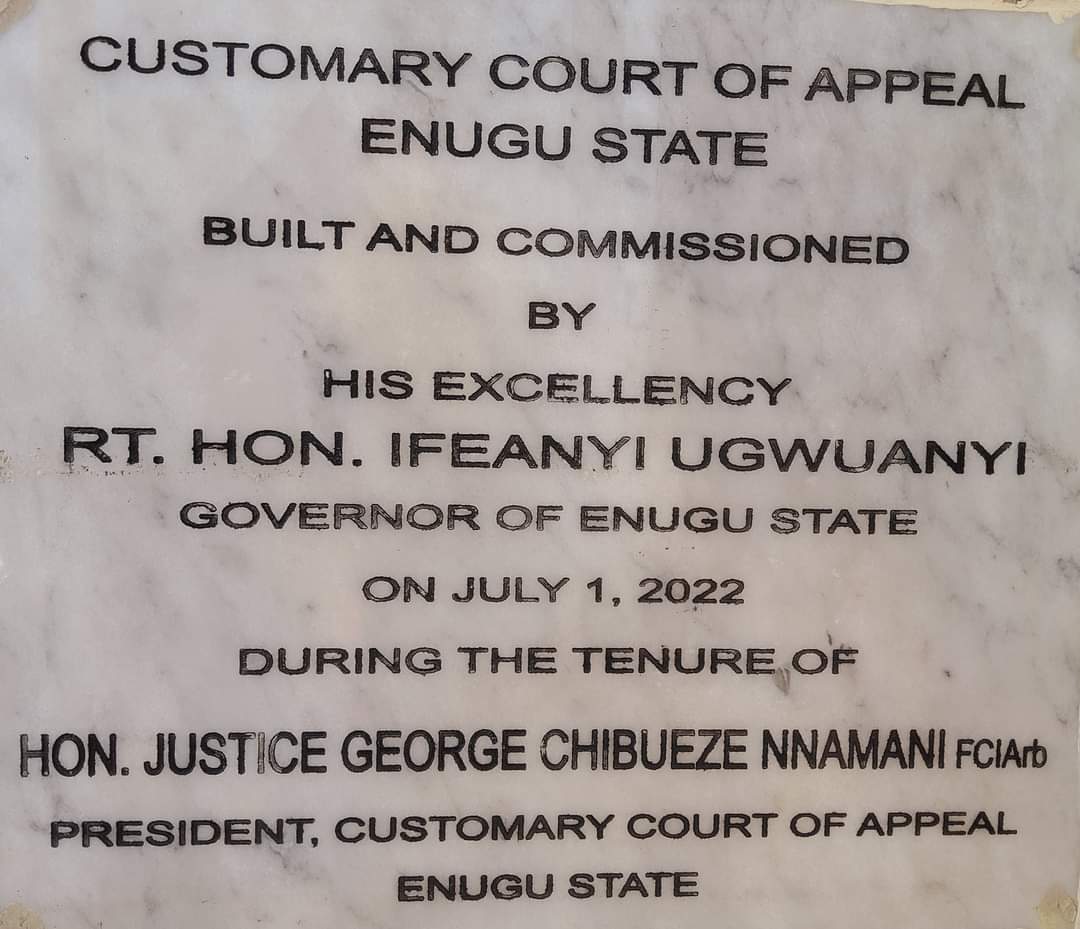 CUSTOMARY COURT OF APPEAL
ENUGU STATE
BUILT AND COMMISSIONED
BY
HIS EXCELLENCY
RT. HON. IFEANYI UGWUANYI
GOVERNOR OF ENUGU STATE
ON JULY 1, 2022
DURING THE TENURE OF
HON. JUSTICE GEORGE CHIBUEZE NNAMANI FCIArb
PRESIDENT, CUSTOMARY COURT OF APPEAL
ENUGU STATE